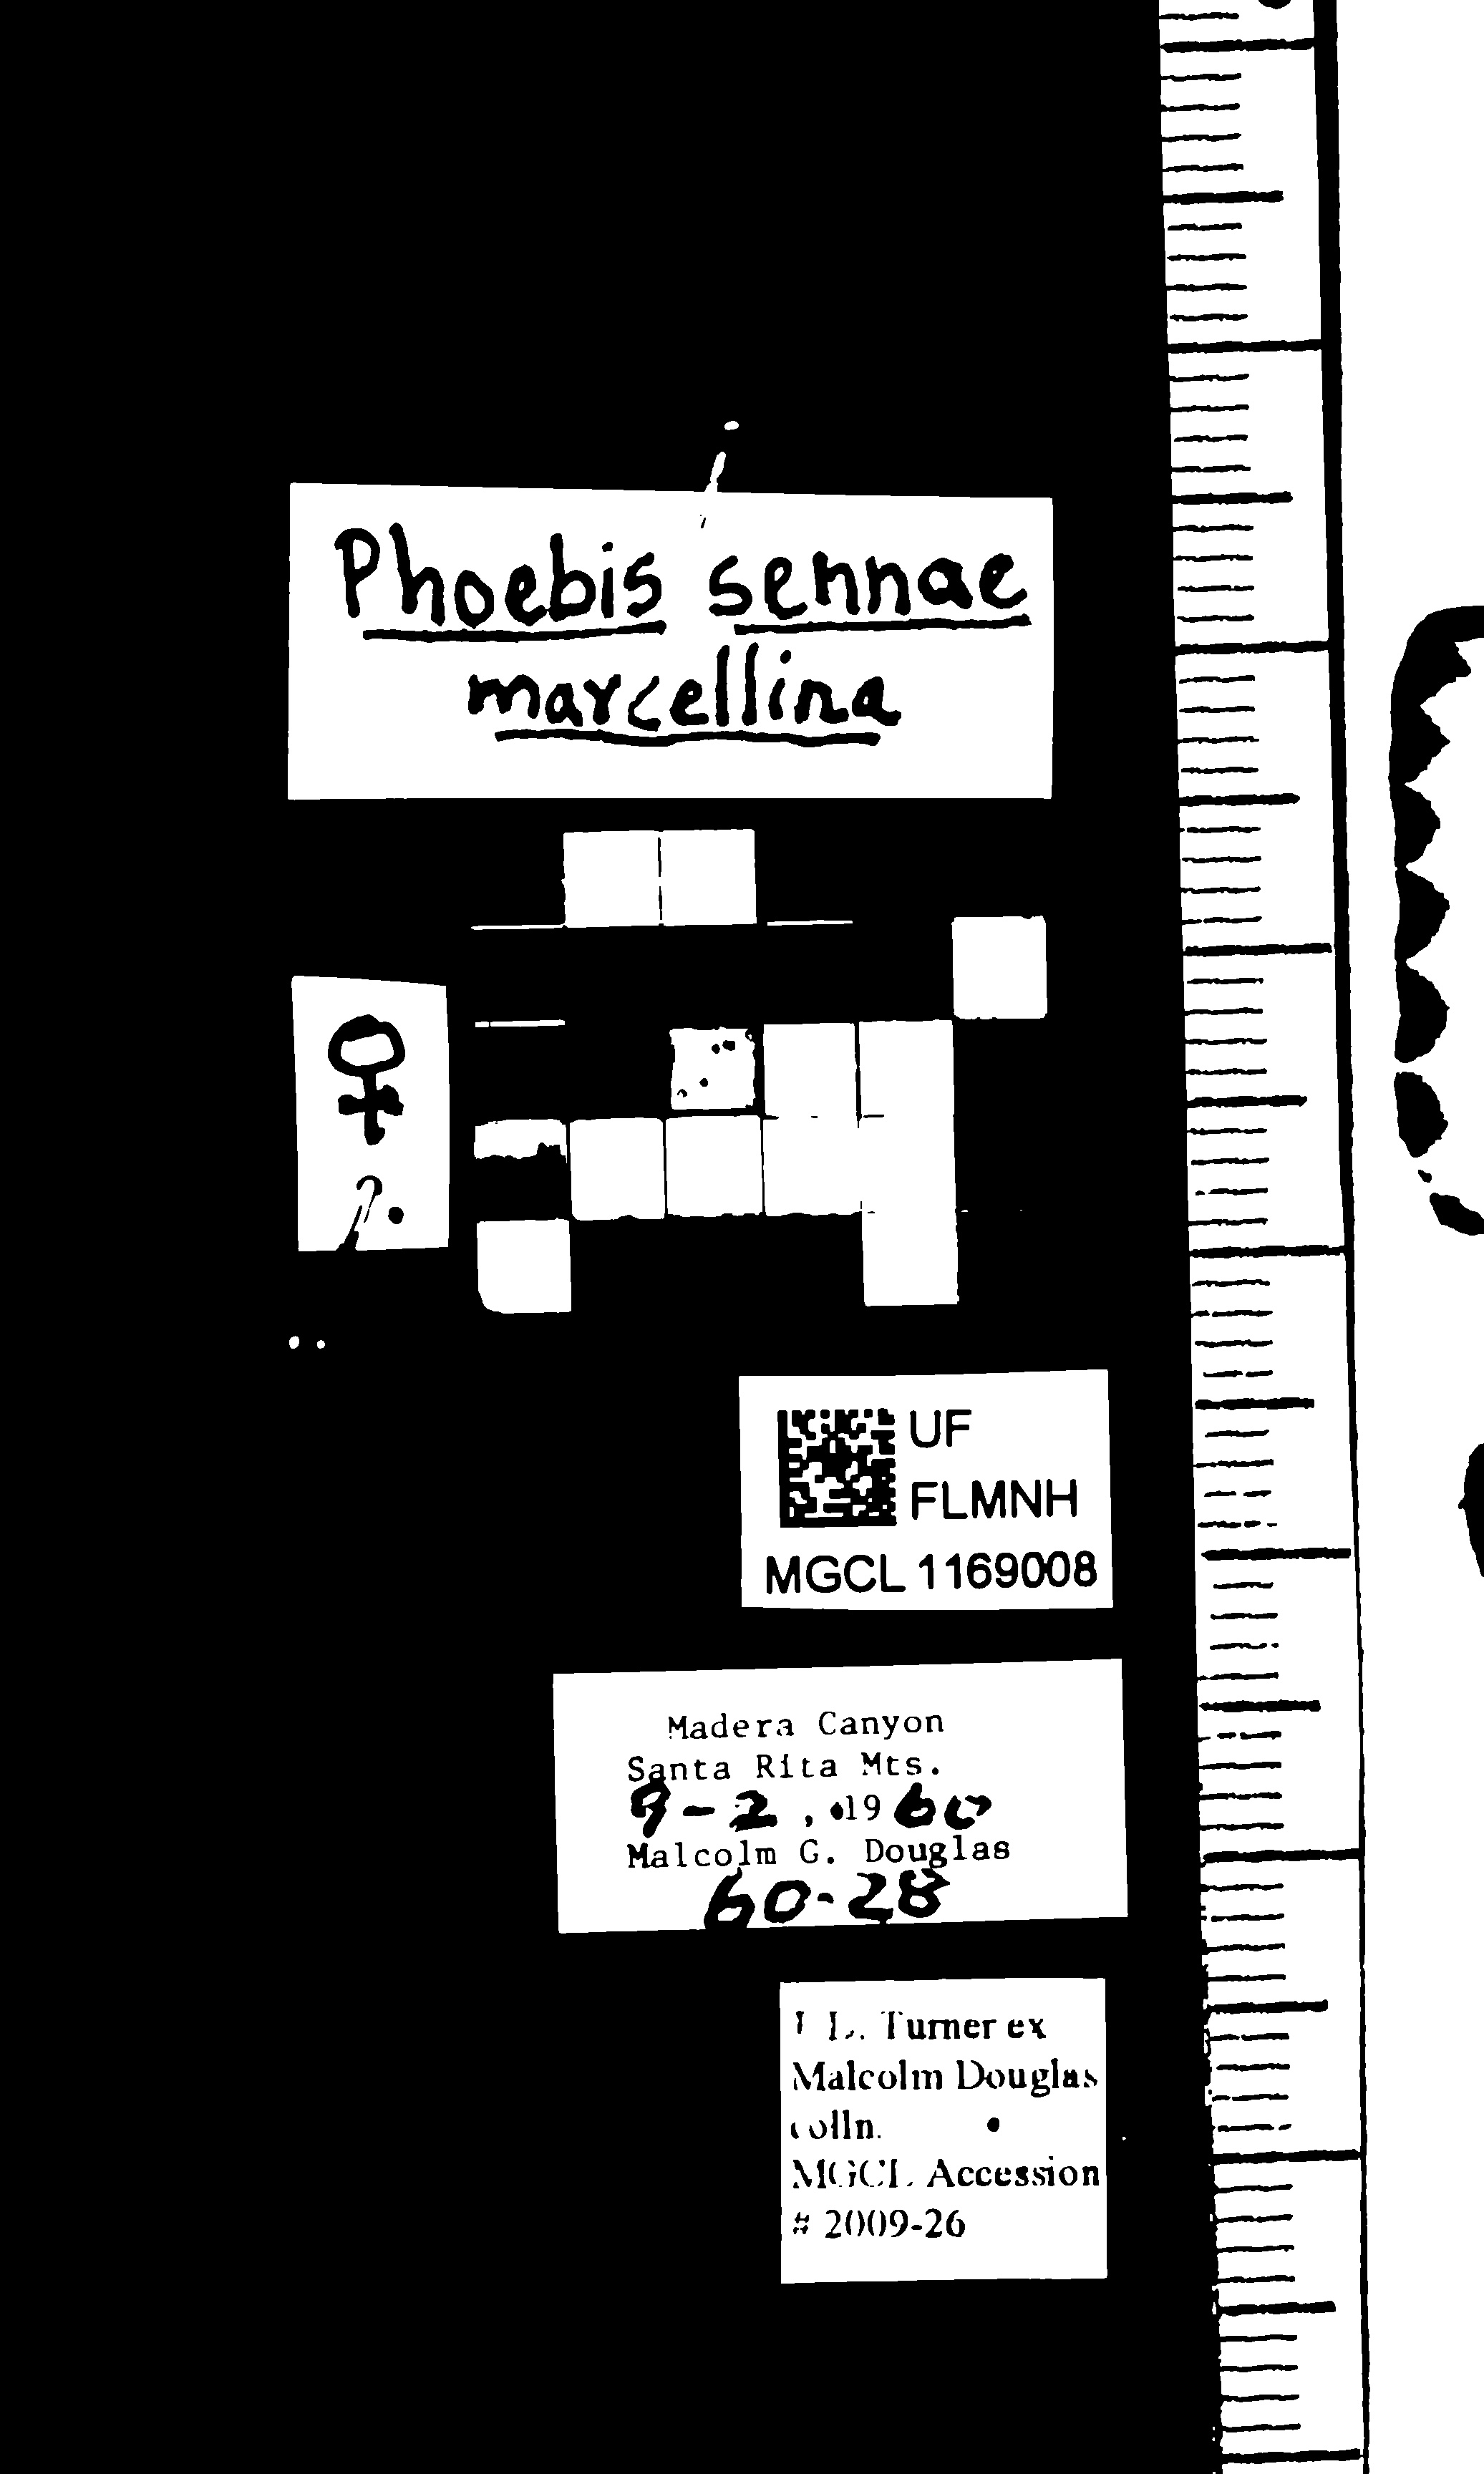 Phoebis sennae
marcellina
♀
?.
UF
FLMNH
MGCL 1169008
Madera Canyon
Santa Rita Mts.
9-2, 1960
Malcolm G. Douglas
60-28
L. Turner ex
Malcolm Douglas
colln.
MGCL Accession
# 2009-26